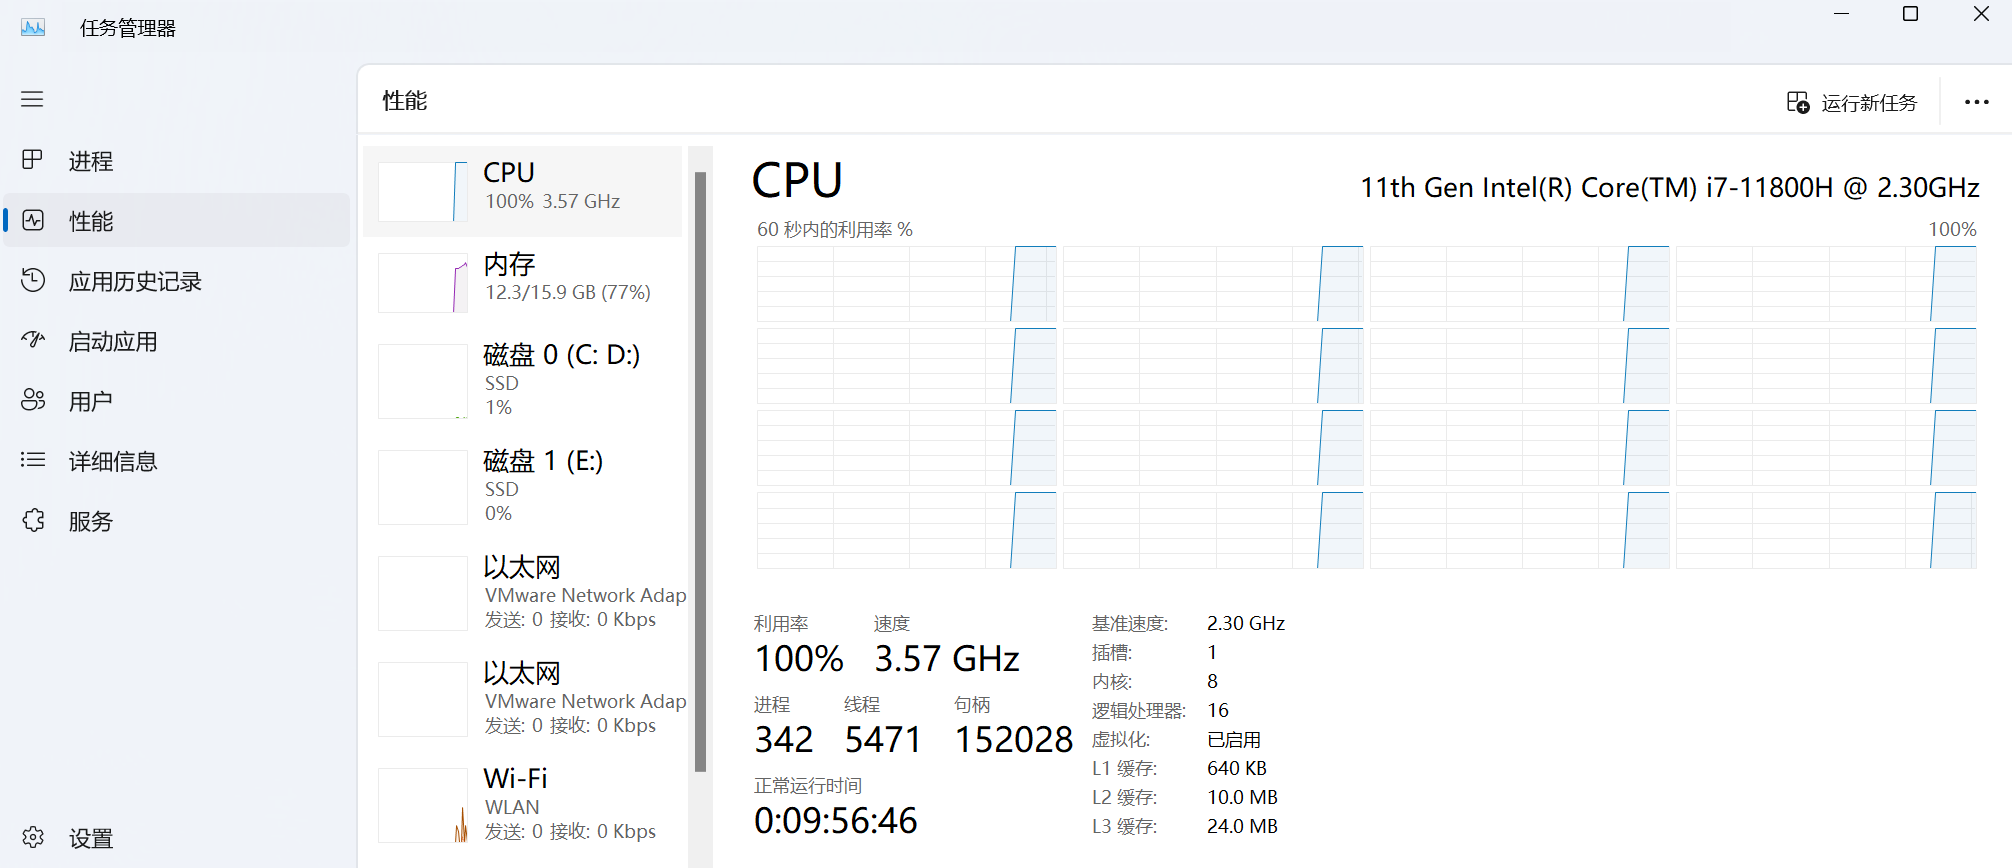 任务管理器
进程
性能
应用历史记录
启动应用
用户
详细信息
服务
设置
性能
运行新任务
CPU
100% 3.57 GHz
内存
12.3/15.9 GB (77%)
磁盘 0 (C: D:)
SSD
1%
磁盘 1 (E:)
SSD
0%
以太网
VMware Network Adap
发送: 0 接收: 0 Kbps
以太网
VMware Network Adap
发送: 0 接收: 0 Kbps
Wi-Fi
WLAN
发送: 0 接收: 0 Kbps
CPU
11th Gen Intel(R) Core(TM) i7-11800H @ 2.30GHz
60 秒内的利用率 %
100%
利用率
速度
100%
3.57 GHz
进程
线程
句柄
342
5471
152028
正常运行时间
0:09:56:46
基准速度: 2.30 GHz
插槽: 1
内核: 8
逻辑处理器: 16
虚拟化: 已启用
L1 缓存: 640 KB
L2 缓存: 10.0 MB
L3 缓存: 24.0 MB